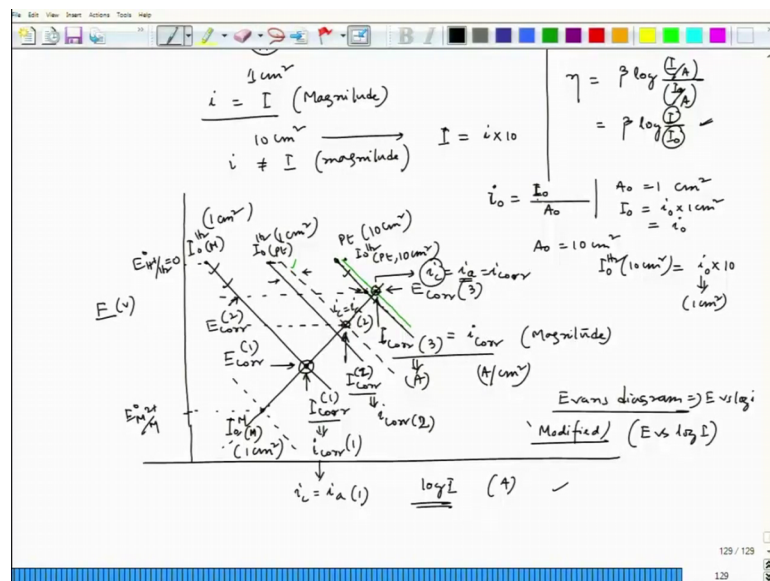 File Edit View Insert Actions Tools Help
1 cm²
i = I (Magnitude)
10 cm² ⟶ I = i×10
i ≠ I (magnitude)
η = β log (I/A)/(I₀/A)
= β log I/I₀ ✓
i₀ = I₀/A₀
A₀ = 1 cm²
I₀ = i₀ × 1 cm²
= i₀
A₀ = 10 cm²
I₀^H₂ (10 cm²) = i₀ × 10
(1 cm²)
E (V)
E°H⁺/H₂=0
I₀^H₂(M) (1 cm²)
I₀^H₂(Pt) (1 cm²)
Pt (10 cm²)
I₀^H₂(Pt, 10 cm²)
i_c = i_a = i_corr
E_corr (3)
E_corr (2)
(2)
E_corr (1)
I_corr (3) = i_corr (Magnitude)
(A) (A/cm²)
I_corr (2)
i_corr (2)
I_corr (1)
i_corr (1)
i_c = i_a (1)
E°M²⁺/M
I₀^M(M)
(1 cm²)
log I (A) ✓
Evans diagram ⇒ E vs log i
Modified) (E vs log I)
129 / 129
129